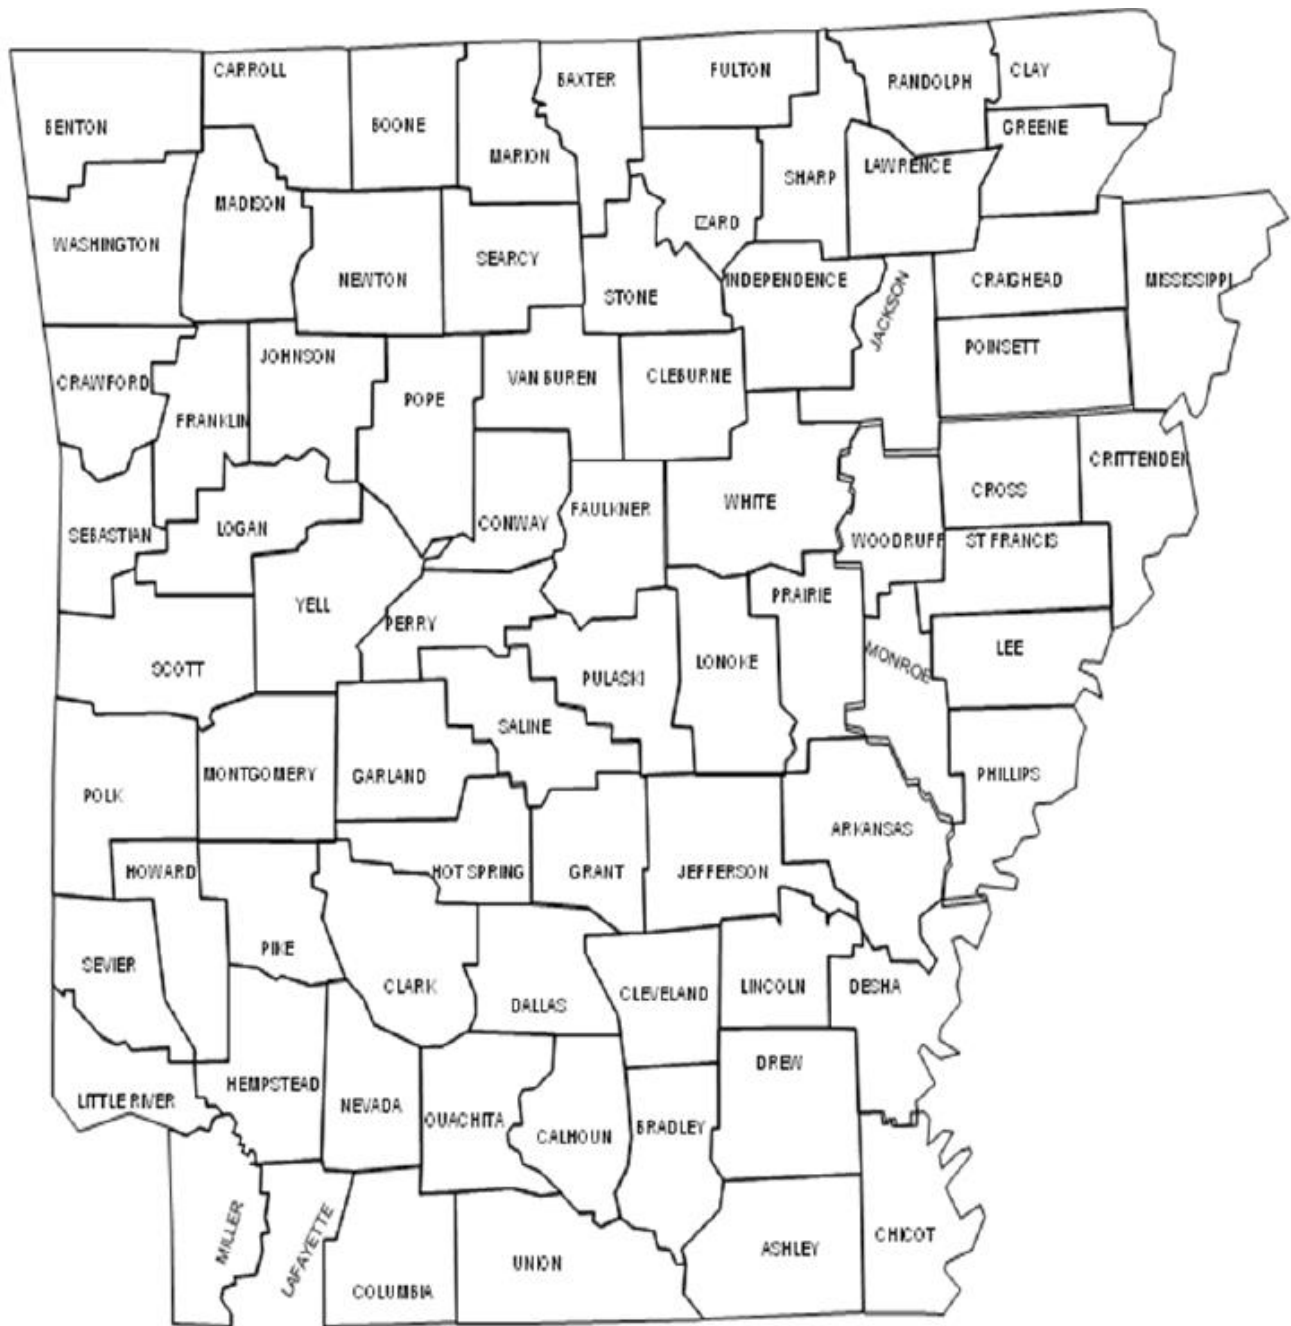 CARROLL
BAXTER
FULTON
RANDOLPH
CLAY
BENTON
BOONE
MARION
GREENE
SHARP
LAWRENCE
MADISON
IZARD
WASHINGTON
NEWTON
SEARCY
STONE
INDEPENDENCE
JACKSON
CRAIGHEAD
MISSISSIPPI
CRAWFORD
JOHNSON
POPE
VAN BUREN
CLEBURNE
POINSETT
FRANKLIN
CRITTENDEN
SEBASTIAN
LOGAN
CONWAY
FAULKNER
WHITE
CROSS
WOODRUFF
ST FRANCIS
YELL
PERRY
PRAIRIE
SCOTT
PULASKI
LONOKE
MONROE
LEE
SALINE
POLK
MONTGOMERY
GARLAND
PHILLIPS
HOWARD
HOT SPRING
GRANT
JEFFERSON
ARKANSAS
SEVIER
PIKE
CLARK
DALLAS
CLEVELAND
LINCOLN
DESHA
LITTLE RIVER
HEMPSTEAD
NEVADA
OUACHITA
CALHOUN
BRADLEY
DREW
MILLER
LAFAYETTE
COLUMBIA
UNION
ASHLEY
CHICOT